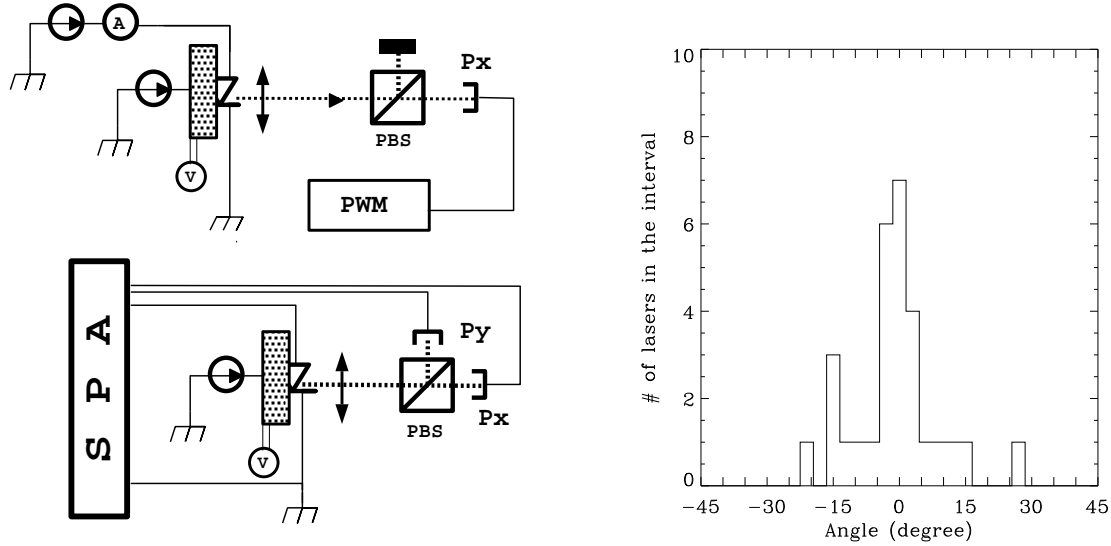 A
Px
PBS
V
PWM
S P A
Py
Px
PBS
V
# of lasers in the interval
10
8
6
4
2
0
−45 −30 −15 0 15 30 45
Angle (degree)